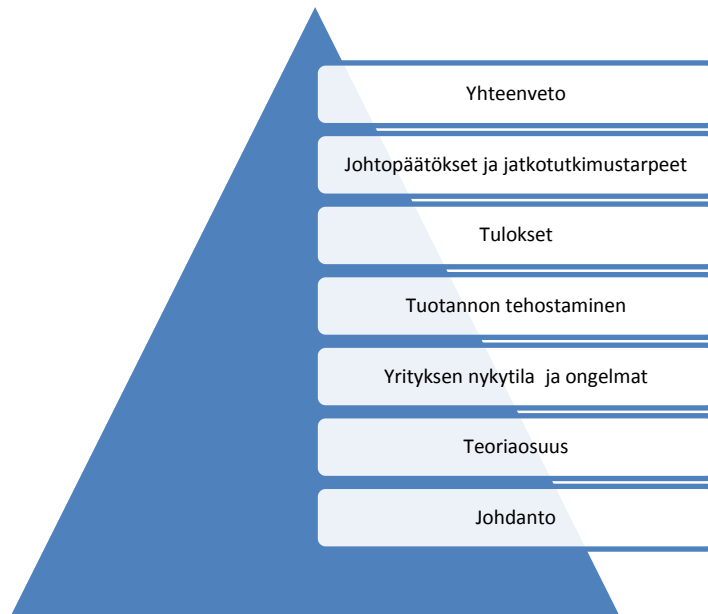 Yhteenveto
Johtopäätökset ja jatkotutkimustarpeet
Tulokset
Tuotannon tehostaminen
Yrityksen nykytila  ja ongelmat
Teoriaosuus
Johdanto